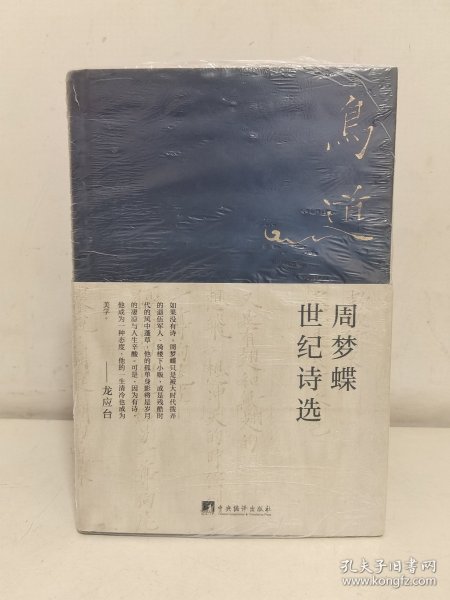 鳥道
周梦蝶
世纪诗选
如果没有诗，周梦蝶只是被大时代拨弄
的退伍军人、骑楼下小贩，或是残酷时
代的风中蓬草，他的孤单身影将是岁月
的凄凉与人生辛酸。可是，因为有诗，
他成为一种态度，他的一生清冷也成为
美学
——龙应台
中央编译出版社
孔夫子旧书网
www.kongfz.com